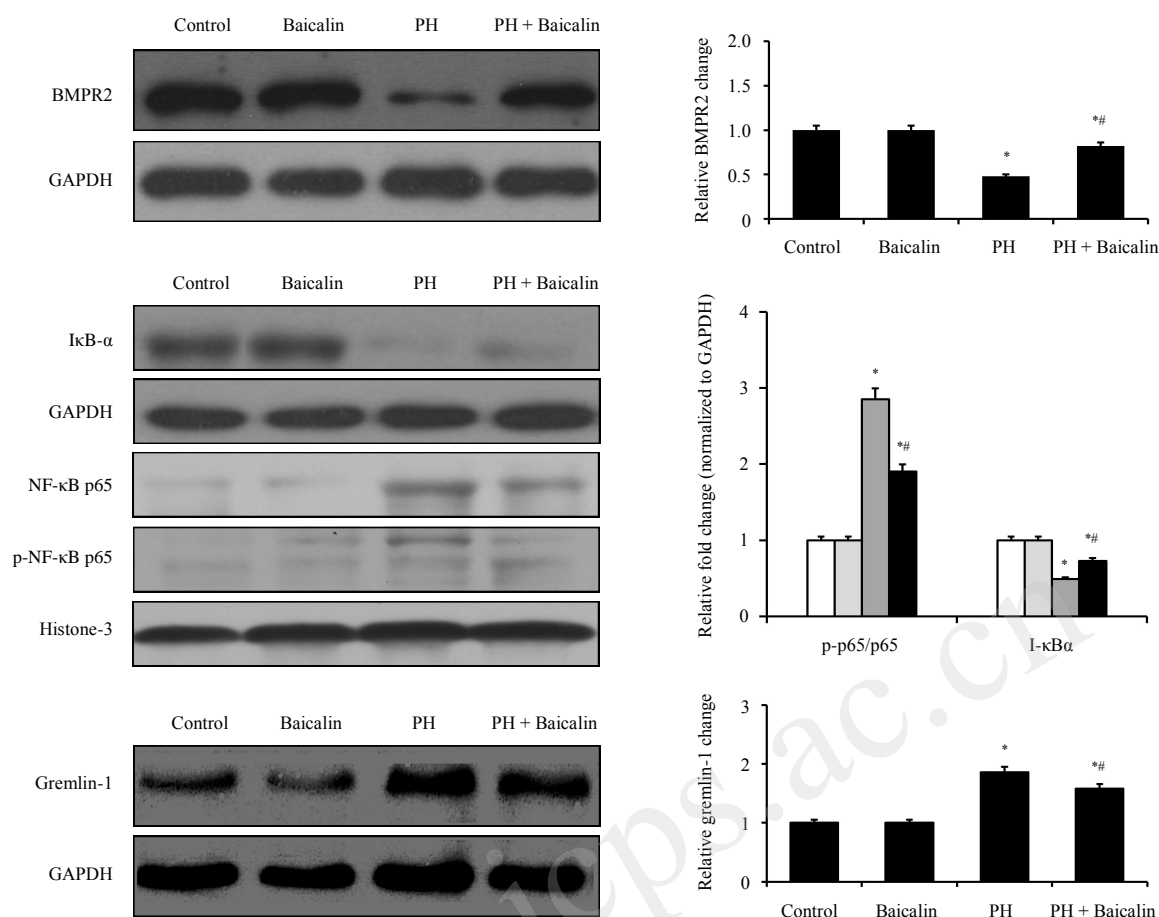 Control Baicalin PH PH + Baicalin
BMPR2
GAPDH
Relative BMPR2 change
2.0
1.5
1.0
0.5
0
*
*#
Control Baicalin PH PH + Baicalin
Control Baicalin PH PH + Baicalin
IκB-α
GAPDH
NF-κB p65
p-NF-κB p65
Histone-3
Relative fold change (normalized to GAPDH)
4
3
2
1
0
*
*#
*
*#
p-p65/p65 I-κBα
Control Baicalin PH PH + Baicalin
Gremlin-1
GAPDH
Relative gremlin-1 change
3
2
1
0
*
*#
Control Baicalin PH PH + Baicalin
jcps.ac.cn